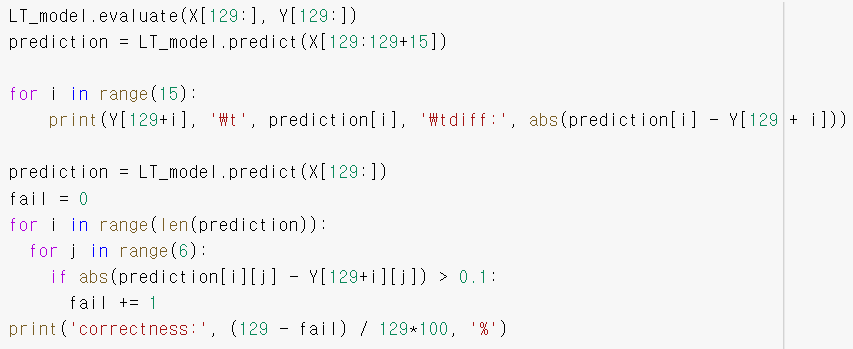 LT_model.evaluate(X[129:], Y[129:])
prediction = LT_model.predict(X[129:129+15])
for i in range(15):
    print(Y[129+i], '₩t', prediction[i], '₩tdiff:', abs(prediction[i] - Y[129 + i]))
prediction = LT_model.predict(X[129:])
fail = 0
for i in range(len(prediction)):
  for j in range(6):
    if abs(prediction[i][j] - Y[129+i][j]) > 0.1:
      fail += 1
print('correctness:', (129 - fail) / 129*100, '%')